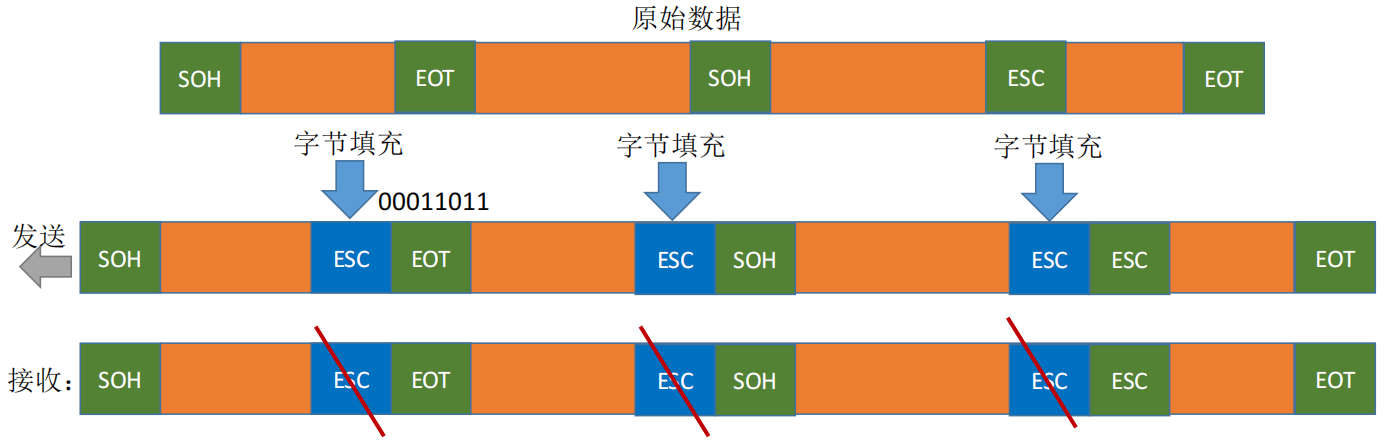 原始数据
SOH EOT SOH ESC EOT
字节填充 字节填充 字节填充
00011011
发送
SOH ESC EOT ESC SOH ESC ESC EOT
接收： SOH ESC EOT ESC SOH ESC ESC EOT